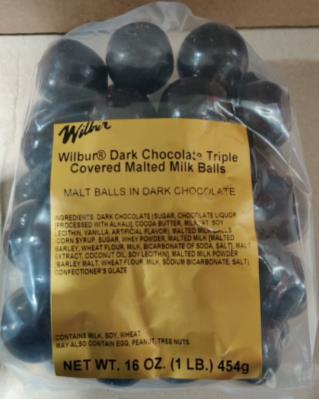 Wilbur
Wilbur® Dark Chocolate Triple
Covered Malted Milk Balls
MALT BALLS IN DARK CHOCOLATE
INGREDIENTS: DARK CHOCOLATE (SUGAR, CHOCOLATE LIQUOR
PROCESSED WITH ALKALI, COCOA BUTTER, MILK FAT, SOY
LECITHIN, VANILLA, ARTIFICIAL FLAVOR), MALTED MILK BALLS
CORN SYRUP, SUGAR, WHEY POWDER, MALTED MILK [MALTED
BARLEY, WHEAT FLOUR, MILK, BICARBONATE OF SODA, SALT], MALT
EXTRACT, COCONUT OIL, SOY LECITHIN], MALTED MILK POWDER
BARLEY MALT, WHEAT FLOUR, MILK, SODIUM BICARBONATE, SALT)
CONFECTIONER'S GLAZE
CONTAINS MILK, SOY, WHEAT
MAY ALSO CONTAIN EGG, PEANUT, TREE NUTS
NET WT. 16 OZ. (1 LB.) 454g